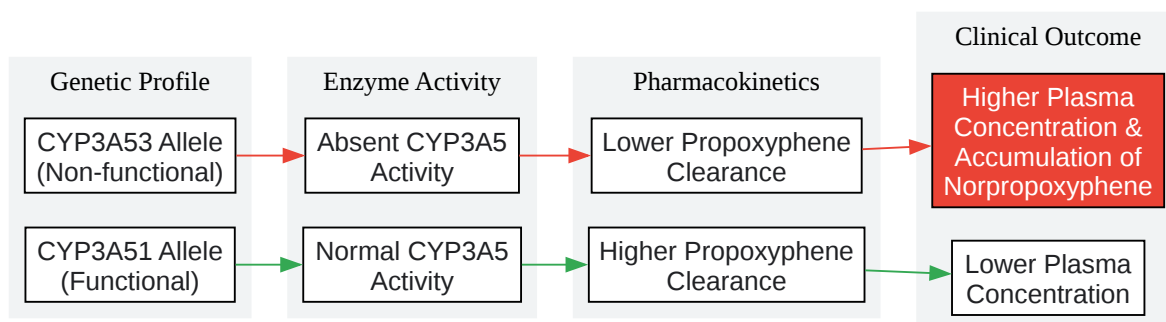 Genetic Profile
CYP3A53 Allele
(Non-functional)
CYP3A51 Allele
(Functional)
Enzyme Activity
Absent CYP3A5
Activity
Normal CYP3A5
Activity
Pharmacokinetics
Lower Propoxyphene
Clearance
Higher Propoxyphene
Clearance
Clinical Outcome
Higher Plasma
Concentration &
Accumulation of
Norpropoxyphene
Lower Plasma
Concentration